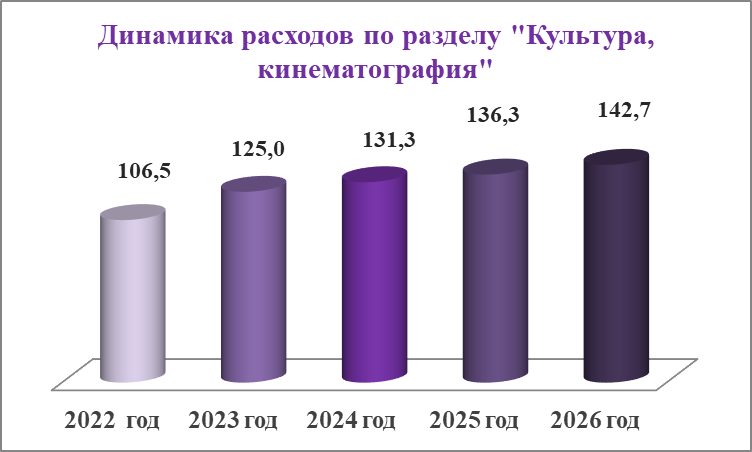 Динамика расходов по разделу "Культура,
кинематография"
106,5
125,0
131,3
136,3
142,7
2022 год
2023 год
2024 год
2025 год
2026 год